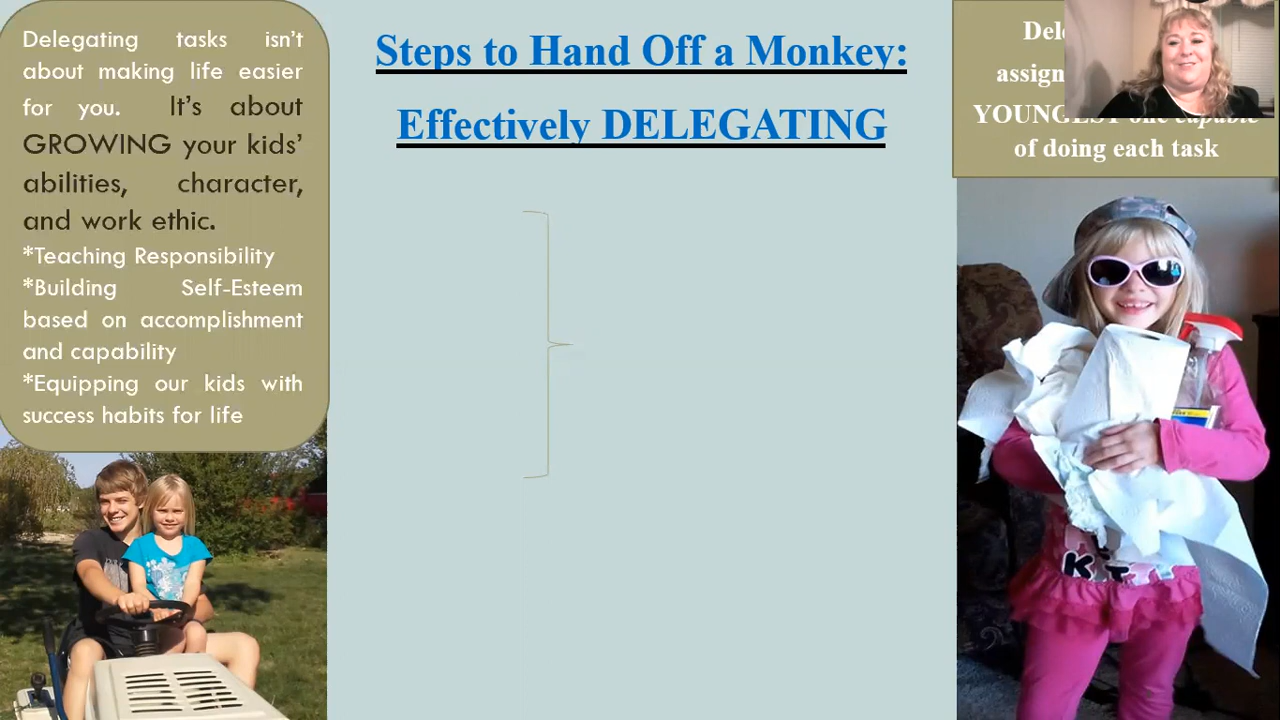 Delegating tasks isn't
about making life easier
for you. It's about
GROWING your kids'
abilities, character,
and work ethic.
*Teaching Responsibility
*Building Self-Esteem
based on accomplishment
and capability
*Equipping our kids with
success habits for life
Steps to Hand Off a Monkey:
Effectively DELEGATING
of doing each task